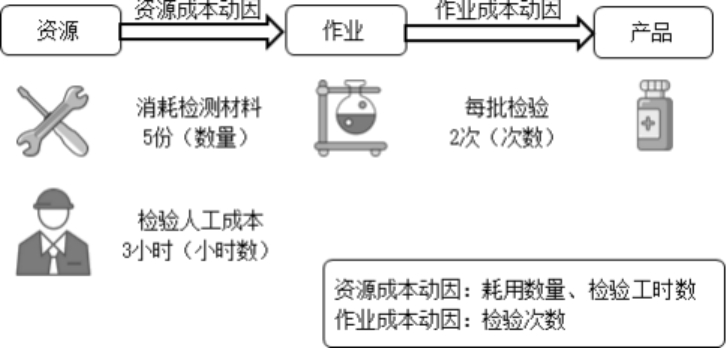 资源成本动因
作业成本动因
资源
作业
产品
消耗检测材料
5份（数量）
每批检验
2次（次数）
检验人工成本
3小时（小时数）
资源成本动因：耗用数量、检验工时数
作业成本动因：检验次数